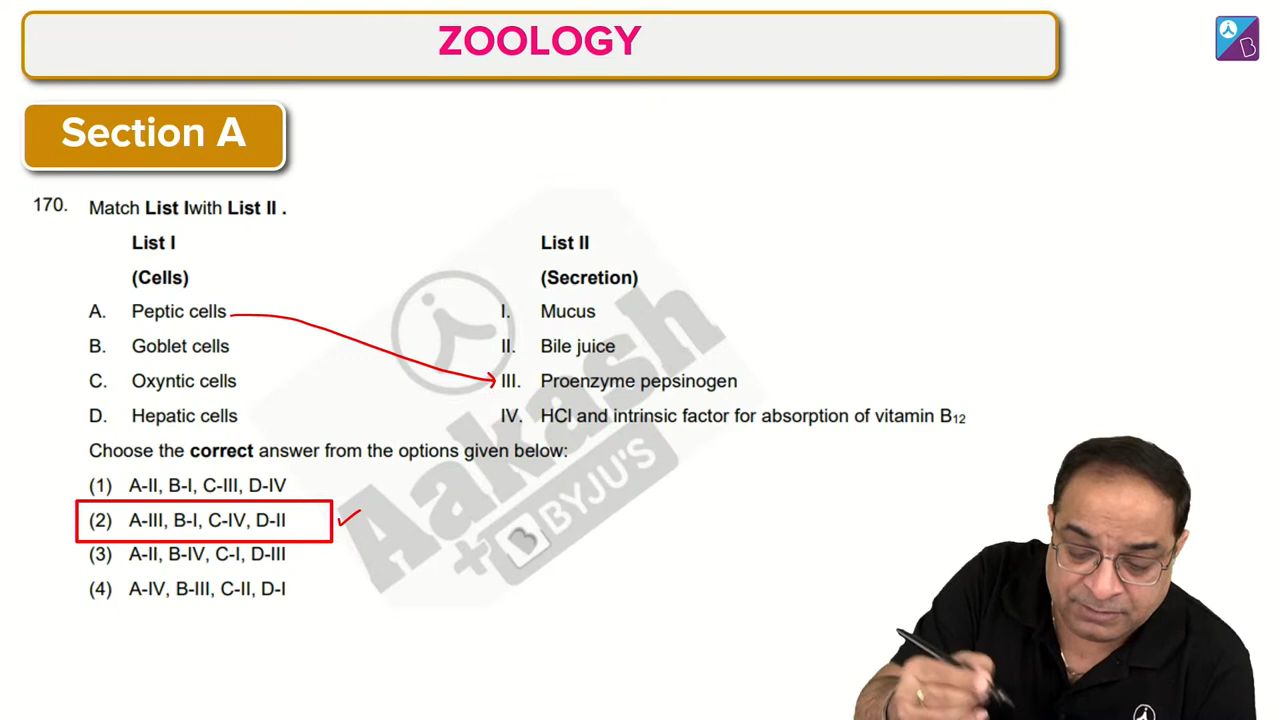 ZOOLOGY
Section A
170. Match List Iwith List II .
List I List II
(Cells) (Secretion)
A. Peptic cells I. Mucus
B. Goblet cells II. Bile juice
C. Oxyntic cells III. Proenzyme pepsinogen
D. Hepatic cells IV. HCl and intrinsic factor for absorption of vitamin B12
Choose the correct answer from the options given below:
(1) A-II, B-I, C-III, D-IV
(2) A-III, B-I, C-IV, D-II
(3) A-II, B-IV, C-I, D-III
(4) A-IV, B-III, C-II, D-I
Aakash
+ B BYJU'S